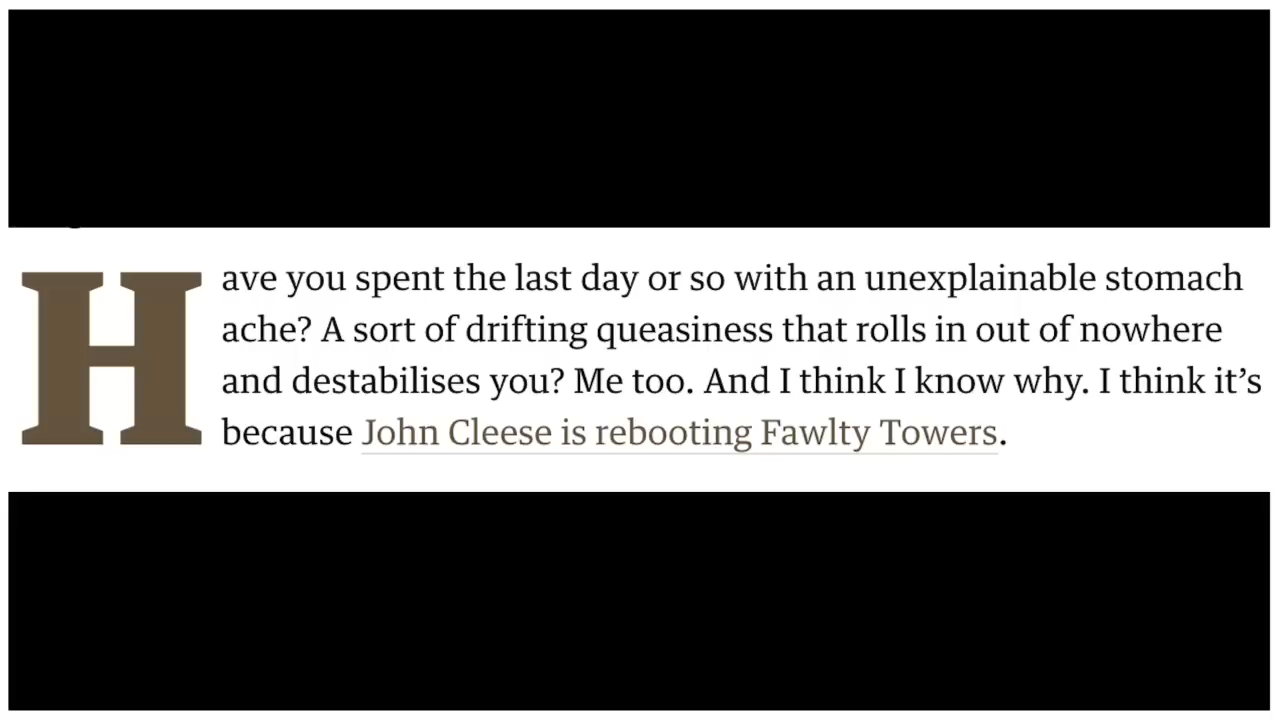 Have you spent the last day or so with an unexplainable stomach
ache? A sort of drifting queasiness that rolls in out of nowhere
and destabilises you? Me too. And I think I know why. I think it’s
because John Cleese is rebooting Fawlty Towers.